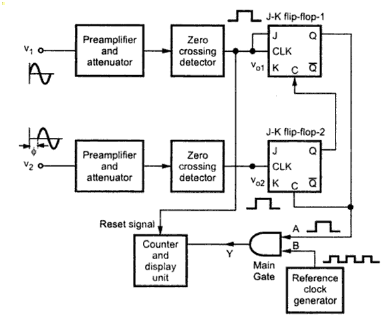 J-K flip-flop-1
v1
Preamplifier
and
attenuator
Zero
crossing
detector
J Q
CLK
K C Q̅
vo1
J-K flip-flop-2
ϕ
v2
Preamplifier
and
attenuator
Zero
crossing
detector
J Q
CLK
K C Q̅
vo2
Reset signal
A
B
Y
Counter
and
display
unit
Main
Gate
Reference
clock
generator